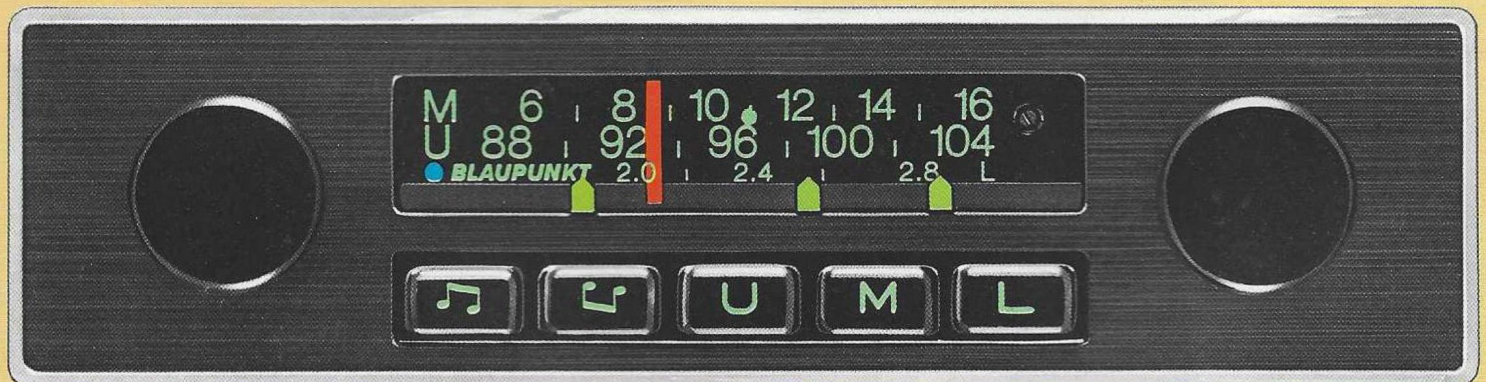 M 6 8 10 12 14 16
U 88 92 96 100 104
BLAUPUNKT 2.0 2.4 2.8 L
U M L